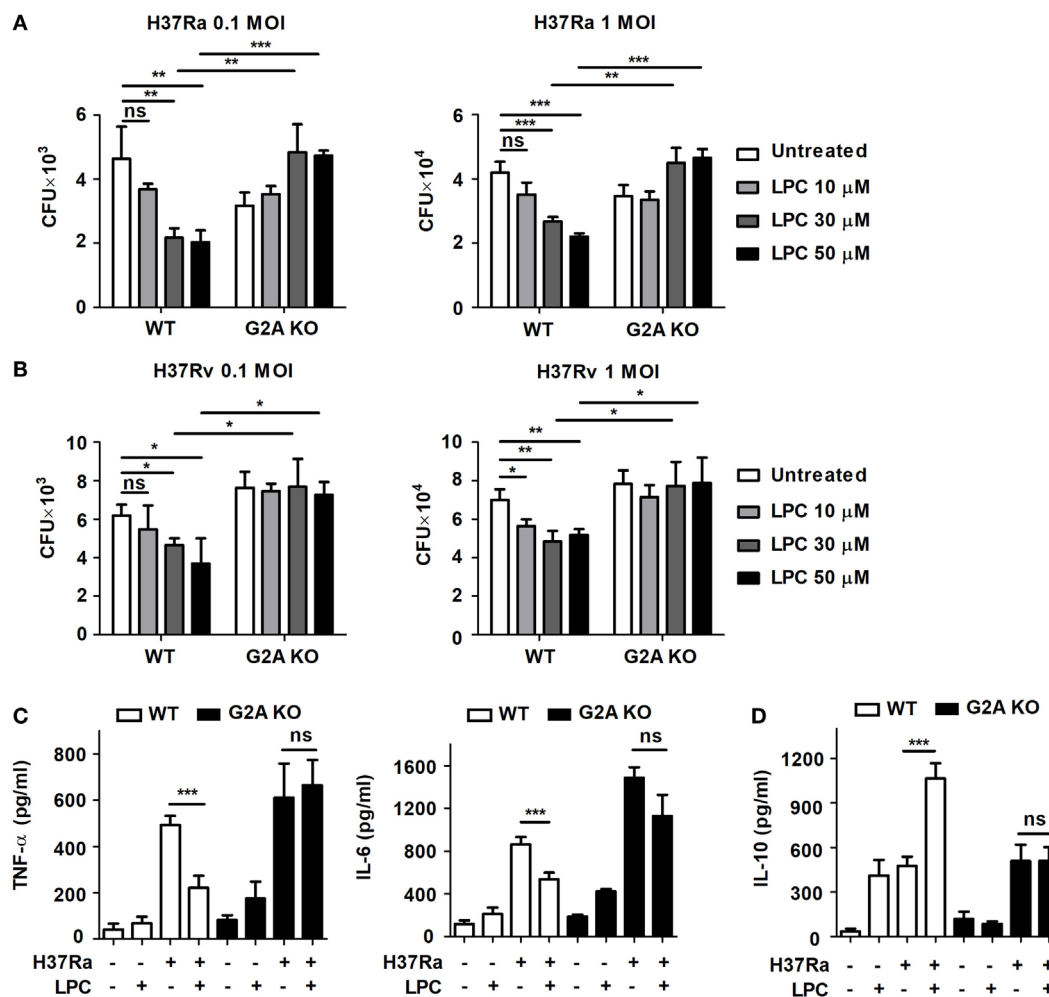 A
H37Ra 0.1 MOI
H37Ra 1 MOI
***
**
**
**
ns
***
**
***
***
ns
6
4
2
0
CFU×10³
WT
G2A KO
6
4
2
0
CFU×10⁴
WT
G2A KO
Untreated
LPC 10 µM
LPC 30 µM
LPC 50 µM
B
H37Rv 0.1 MOI
H37Rv 1 MOI
*
*
*
*
ns
*
*
**
**
*
10
8
6
4
2
0
CFU×10³
WT
G2A KO
10
8
6
4
2
0
CFU×10⁴
WT
G2A KO
Untreated
LPC 10 µM
LPC 30 µM
LPC 50 µM
C
WT G2A KO
800
600
400
200
0
TNF-α (pg/ml)
***
ns
H37Ra - - + + - - + +
LPC - + - + - + - +
WT G2A KO
1600
1200
800
400
0
IL-6 (pg/ml)
***
ns
- - + + - - + +
- + - + - + - +
D
WT G2A KO
1200
900
600
300
0
IL-10 (pg/ml)
***
ns
H37Ra - - + + - - + +
LPC - + - + - + - +